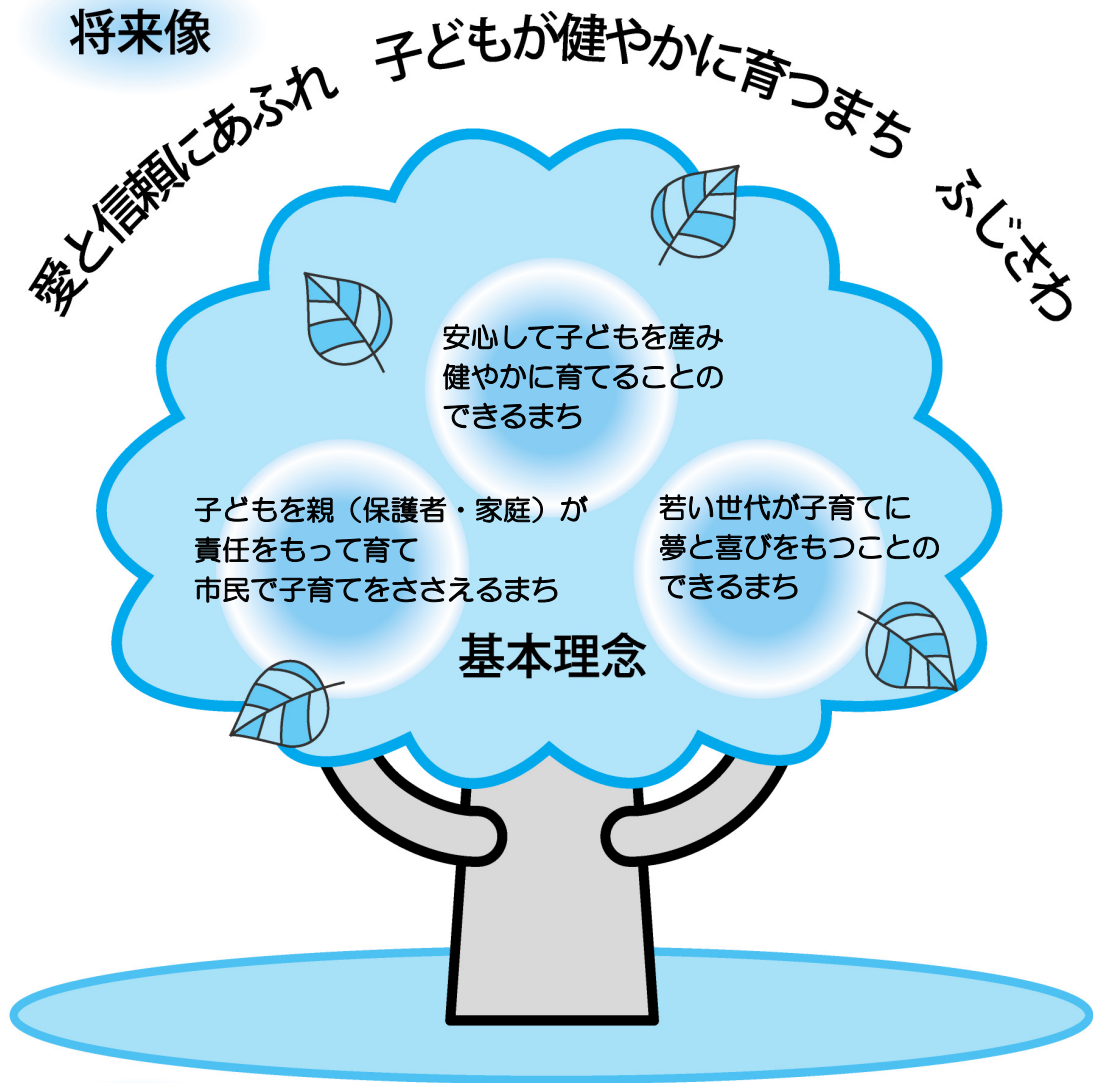 将来像
愛と信頼にあふれ　子どもが健やかに育つまち　ふじさわ
安心して子どもを産み
健やかに育てることの
できるまち
子どもを親（保護者・家庭）が
責任をもって育て
市民で子育てをささえるまち
若い世代が子育てに
夢と喜びをもつことの
できるまち
基本理念